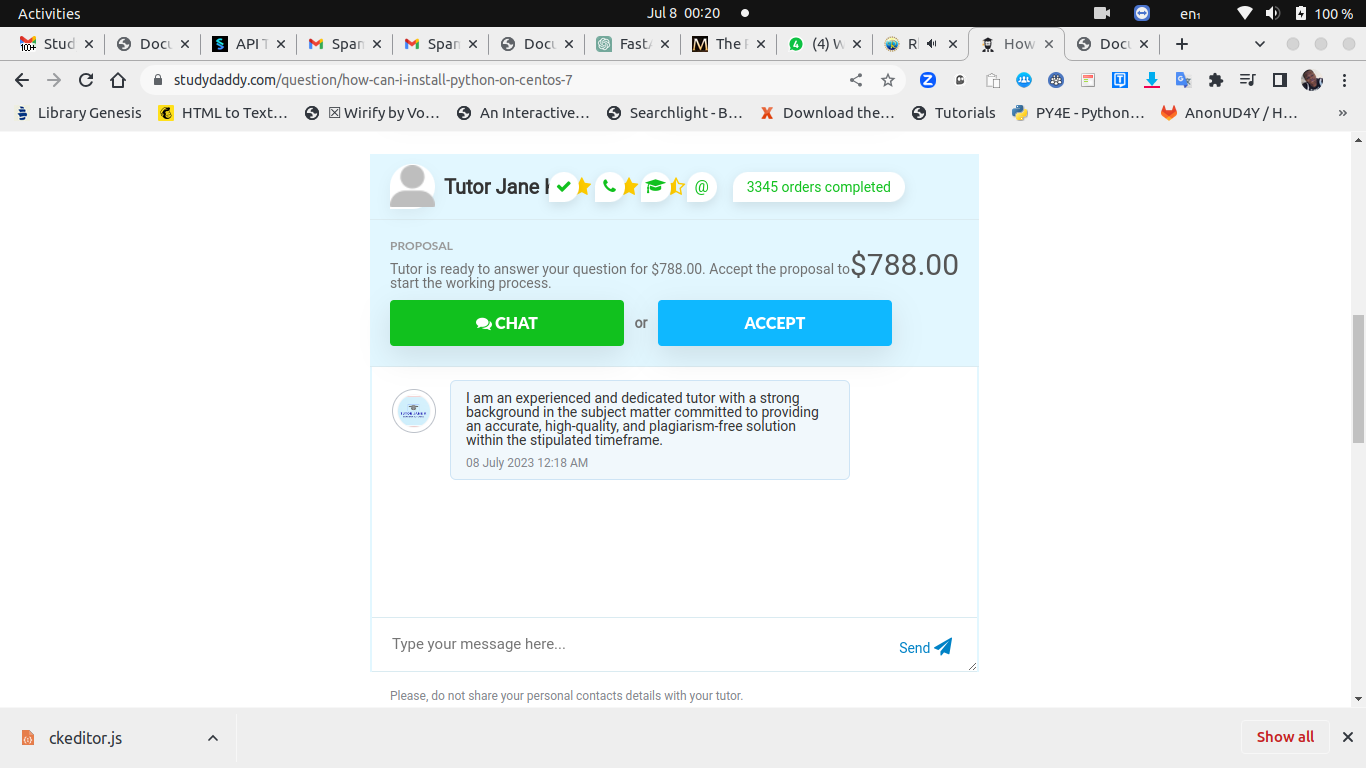 Activities
Jul 8 00:20
en₁
100 %
100+
Stud
Docu
API T
Span
Span
Docu
FastA
The P
(4) W
R
How
Docu
studydaddy.com/question/how-can-i-install-python-on-centos-7
Library Genesis
HTML to Text…
☒ Wirify by Vo…
An Interactive…
Searchlight - B…
Download the…
Tutorials
PY4E - Python…
AnonUD4Y / H…
»
Tutor Jane
@
3345 orders completed
PROPOSAL
Tutor is ready to answer your question for $788.00. Accept the proposal to
start the working process.
$788.00
CHAT
or
ACCEPT
I am an experienced and dedicated tutor with a strong
background in the subject matter committed to providing
an accurate, high-quality, and plagiarism-free solution
within the stipulated timeframe.
08 July 2023 12:18 AM
Type your message here...
Send
Please, do not share your personal contacts details with your tutor.
ckeditor.js
Show all